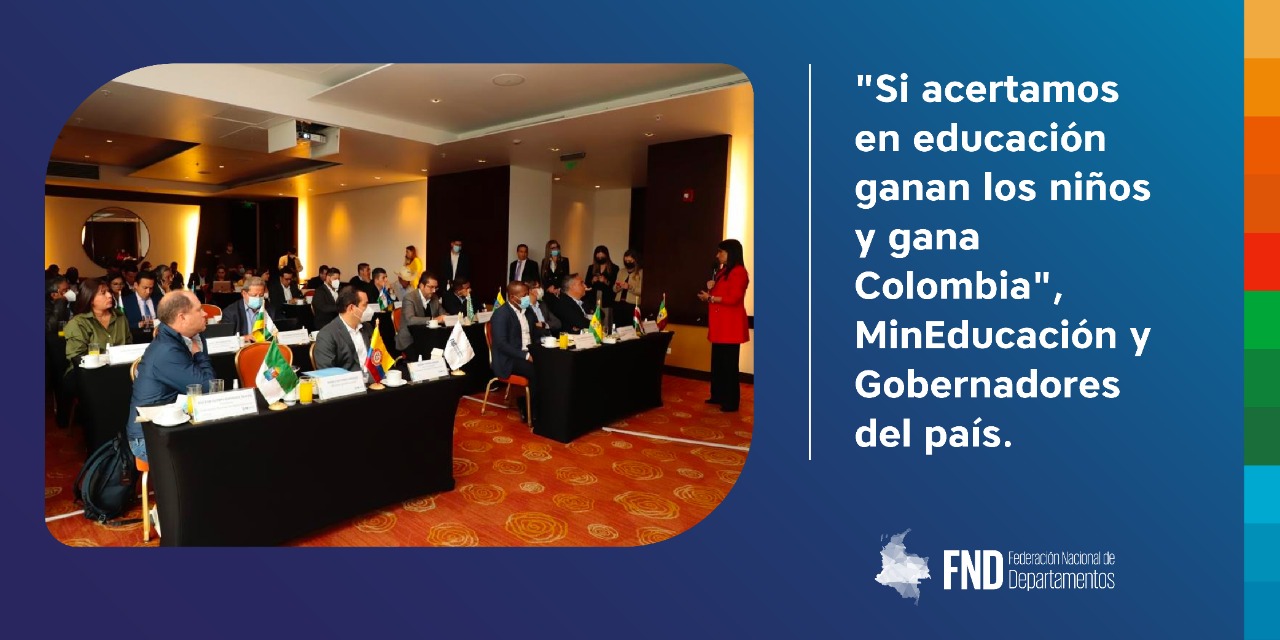 "Si acertamos
en educación
ganan los niños
y gana
Colombia",
MinEducación y
Gobernadores
del país.
FND
Federación Nacional de
Departamentos